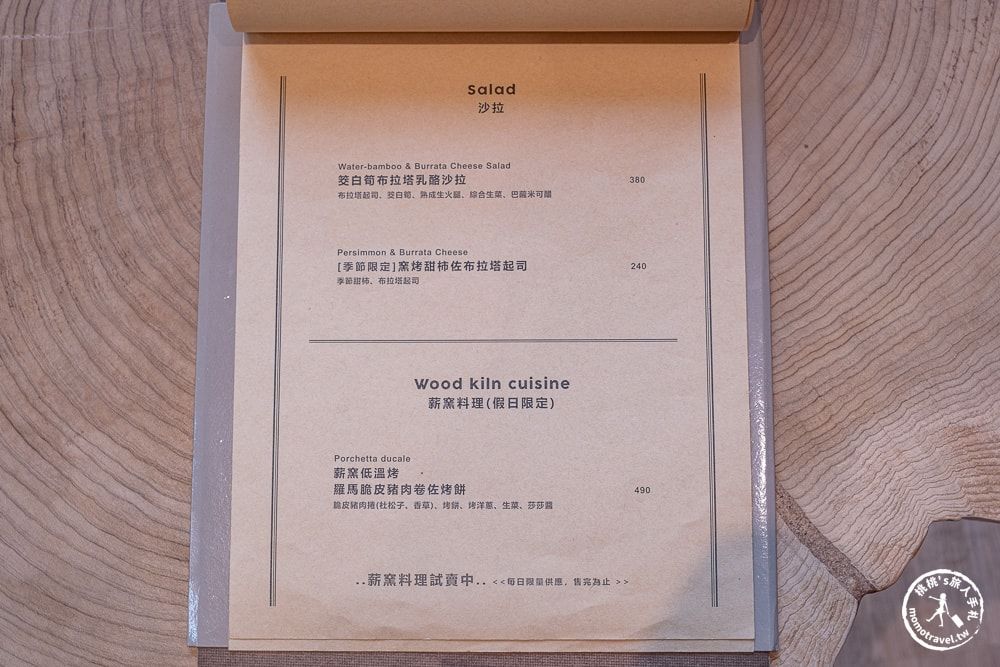 Salad
沙拉
Water-bamboo & Burrata Cheese Salad
筊白筍布拉塔乳酪沙拉
380
布拉塔起司、筊白筍、熟成生火腿、綜合生菜、巴薩米可醋
Persimmon & Burrata Cheese
[季節限定]窯烤甜柿佐布拉塔起司
240
季節甜柿、布拉塔起司
Wood kiln cuisine
薪窯料理(假日限定)
Porchetta ducale
薪窯低溫烤
羅馬脆皮豬肉卷佐烤餅
490
脆皮豬肉捲(杜松子、香草)、烤餅、烤洋蔥、生菜、莎莎醬
..薪窯料理試賣中.. <<每日限量供應，售完為止 >>
桃桃's旅人手札
momotravel.tw